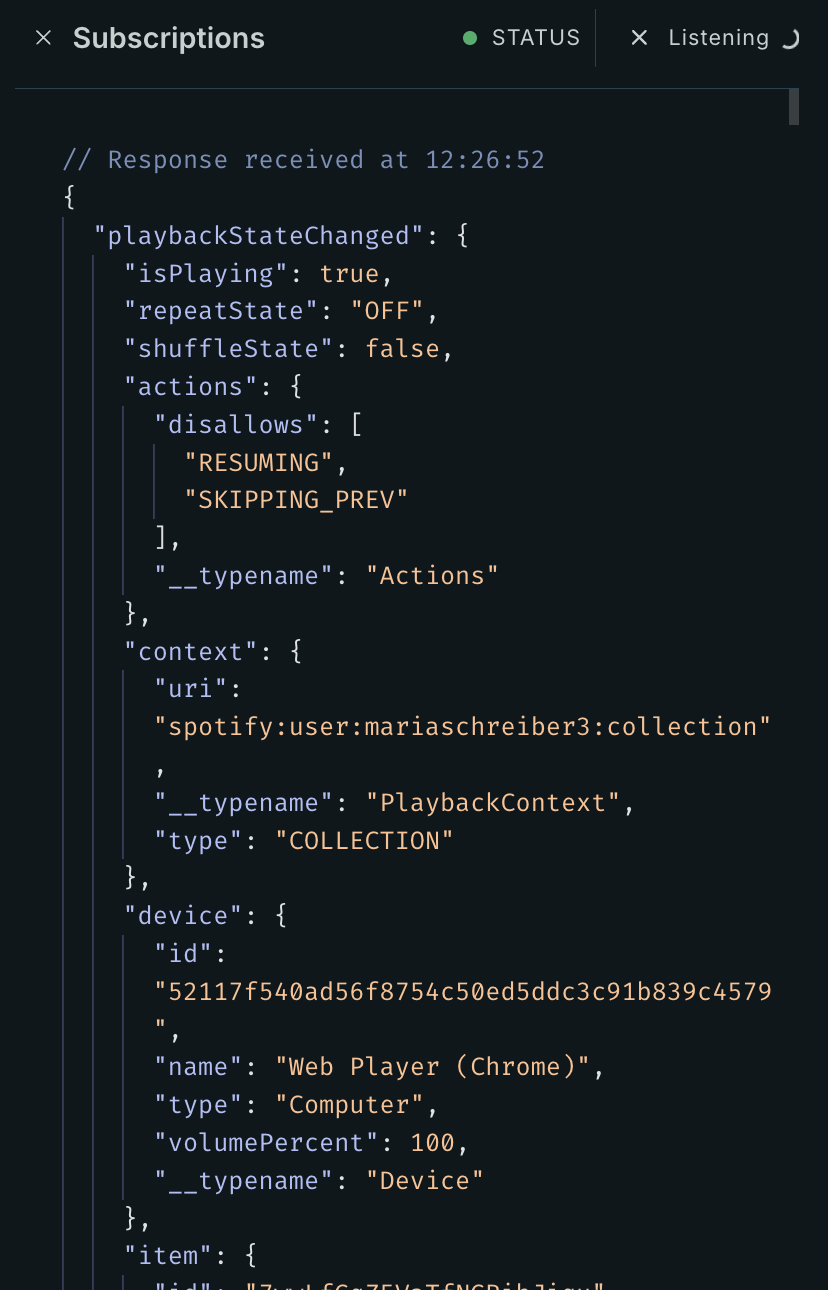 Subscriptions
STATUS
Listening
// Response received at 12:26:52
{
"playbackStateChanged": {
"isPlaying": true,
"repeatState": "OFF",
"shuffleState": false,
"actions": {
"disallows": [
"RESUMING",
"SKIPPING_PREV"
],
"__typename": "Actions"
},
"context": {
"uri":
"spotify:user:mariaschreiber3:collection"
,
"__typename": "PlaybackContext",
"type": "COLLECTION"
},
"device": {
"id":
"52117f540ad56f8754c50ed5ddc3c91b839c4579
",
"name": "Web Player (Chrome)",
"type": "Computer",
"volumePercent": 100,
"__typename": "Device"
},
"item": {
"id":